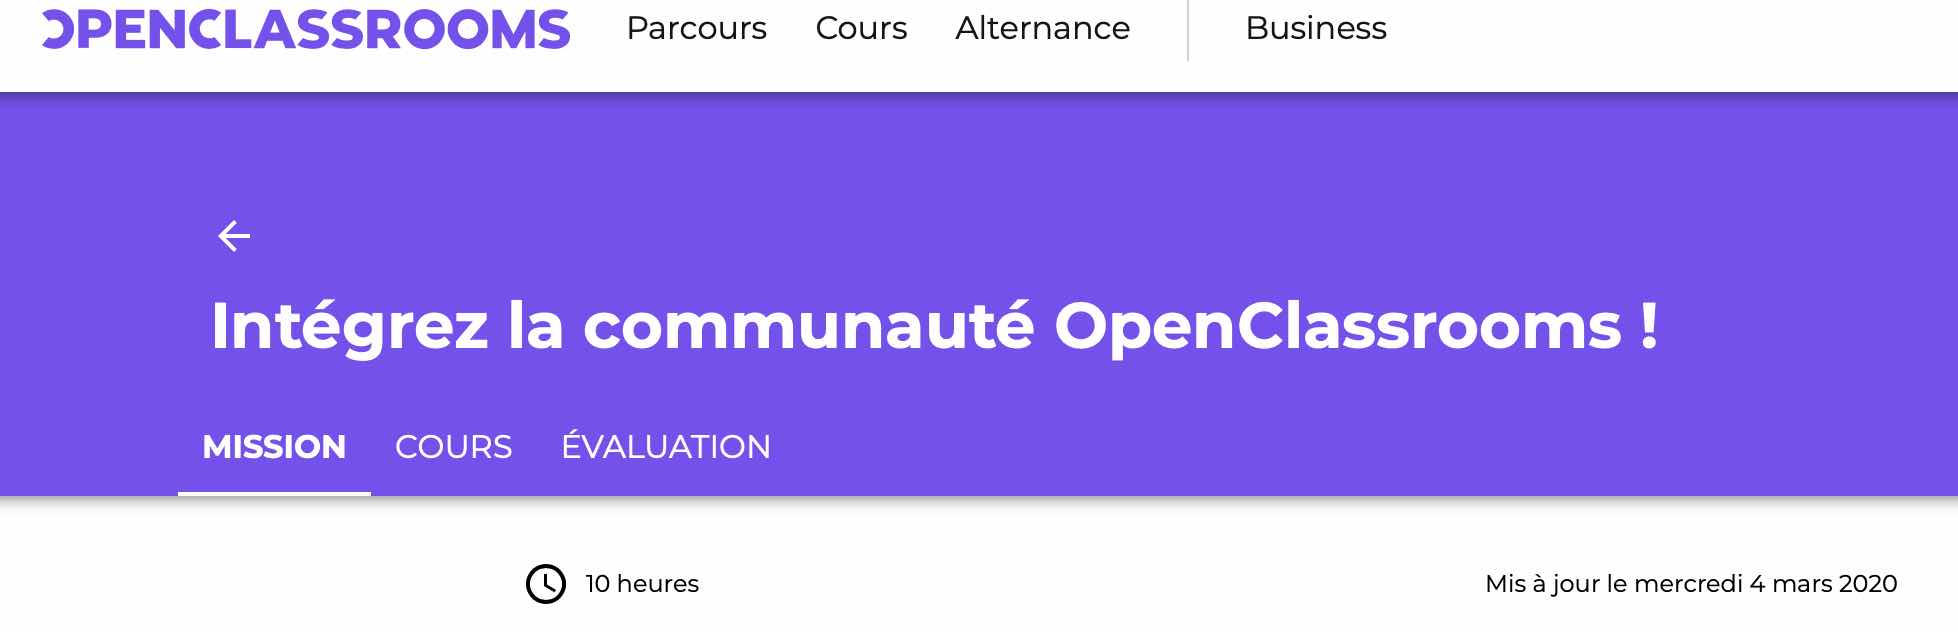 OPENCLASSROOMS Parcours Cours Alternance Business
Intégrez la communauté OpenClassrooms !
MISSION COURS ÉVALUATION
10 heures Mis à jour le mercredi 4 mars 2020